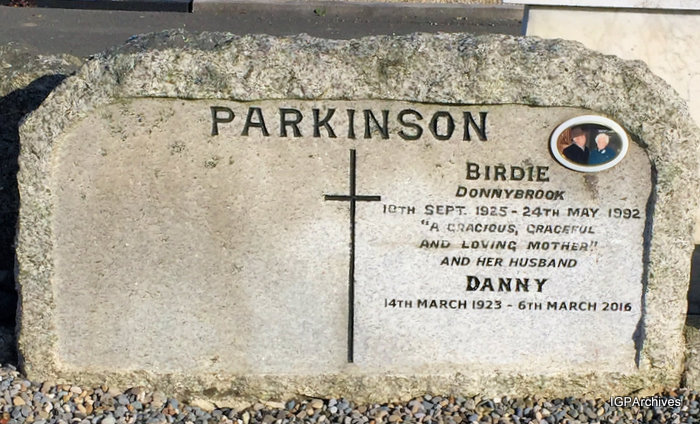 PARKINSON
BIRDIE
DONNYBROOK
18TH SEPT. 1925 - 24TH MAY 1992
"A GRACIOUS, GRACEFUL
AND LOVING MOTHER"
AND HER HUSBAND
DANNY
14TH MARCH 1923 - 6TH MARCH 2016
IGPArchives